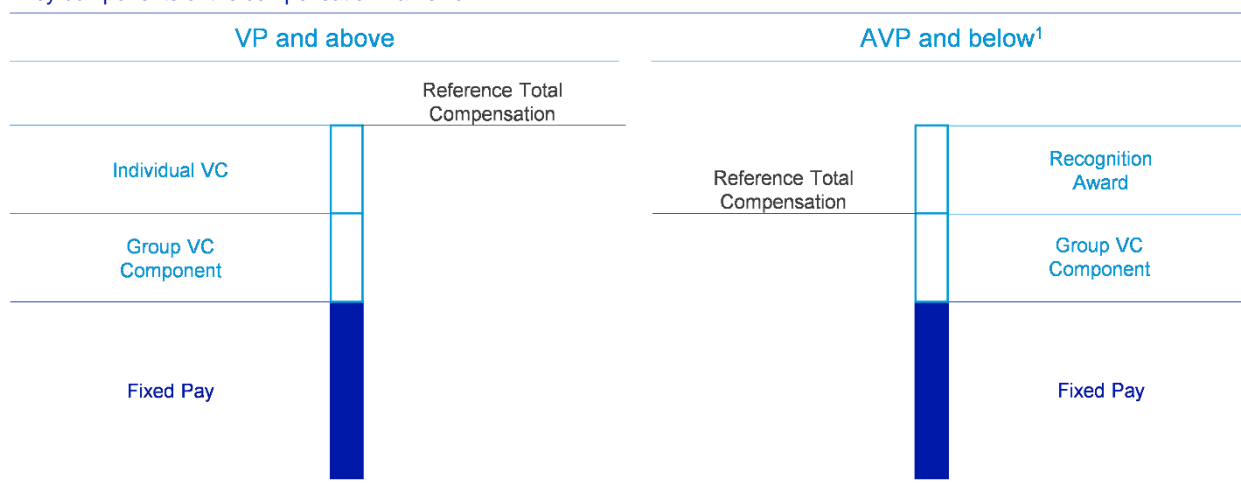 VP and above
Reference Total
Compensation
Individual VC
Group VC
Component
Fixed Pay
AVP and below¹
Recognition
Award
Reference Total
Compensation
Group VC
Component
Fixed Pay